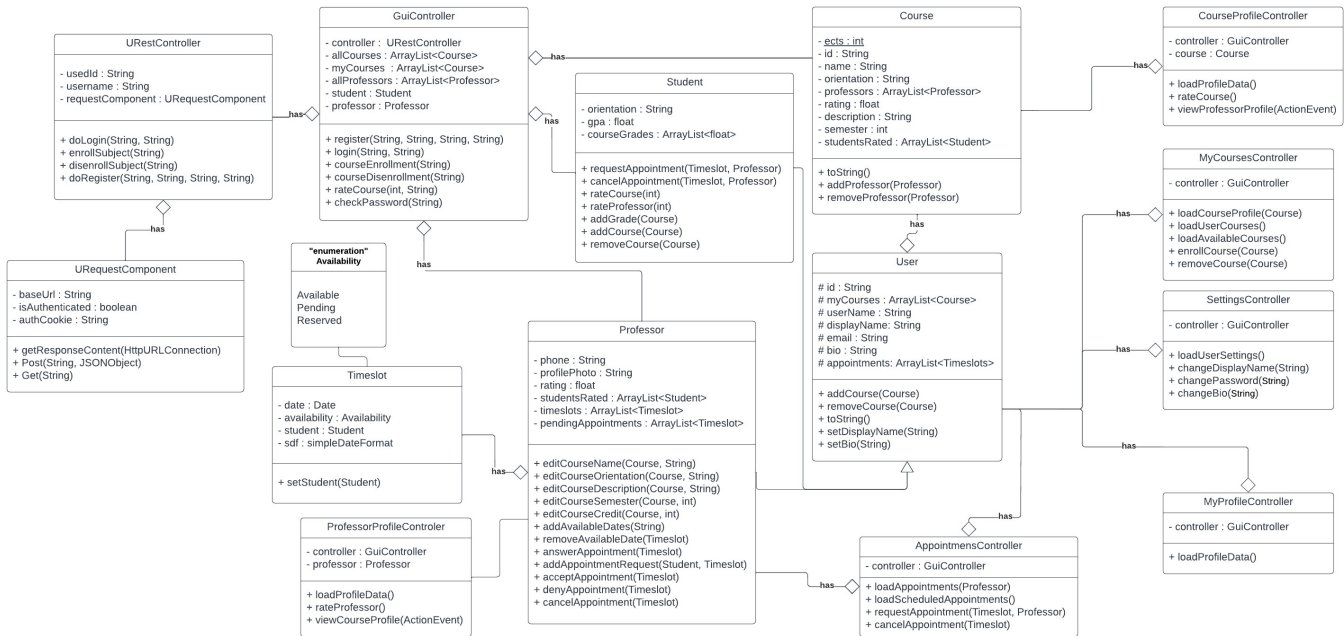 GuiController
- controller :  URestController
- allCourses : ArrayList<Course>
- myCourses  : ArrayList<Course>
- allProfessors : ArrayList<Professor>
- student : Student
- professor : Professor
+ register(String, String, String, String)
+ login(String, String)
+ courseEnrollment(String)
+ courseDisenrollment(String)
+ rateCourse(int, String)
+ checkPassword(String)
Course
- ects : int
- id : String
- name : String
- orientation : String
- professors : ArrayList<Professor>
- rating : float
- description : String
- semester : int
- studentsRated : ArrayList<Student>
+ toString()
+ addProfessor(Professor)
+ removeProfessor(Professor)
CourseProfileController
- controller : GuiController
- course : Course
+ loadProfileData()
+ rateCourse()
+ viewProfessorProfile(ActionEvent)
URestController
- usedId : String
- username : String
- requestComponent : URequestComponent
+ doLogin(String, String)
+ enrollSubject(String)
+ disenrollSubject(String)
+ doRegister(String, String, String, String)
has
has
has
has
Student
- orientation : String
- gpa : float
- courseGrades : ArrayList<float>
+ requestAppointment(Timeslot, Professor)
+ cancelAppointment(Timeslot, Professor)
+ rateCourse(int)
+ rateProfessor(int)
+ addGrade(Course)
+ addCourse(Course)
+ removeCourse(Course)
MyCoursesController
- controller : GuiController
+ loadCourseProfile(Course)
+ loadUserCourses()
+ loadAvailableCourses()
+ enrollCourse(Course)
+ removeCourse(Course)
has
has
has
has
URequestComponent
- baseUrl : String
- isAuthenticated : boolean
- authCookie : String
+ getResponseContent(HttpURLConnection)
+ Post(String, JSONObject)
+ Get(String)
"enumeration"
Availability
Available
Pending
Reserved
User
# id : String
# myCourses : ArrayList<Course>
# userName : String
# displayName: String
# email : String
# bio : String
# appointments: ArrayList<Timeslots>
+ addCourse(Course)
+ removeCourse(Course)
+ toString()
+ setDisplayName(String)
+ setBio(String)
SettingsController
- controller : GuiController
+ loadUserSettings()
+ changeDisplayName(String)
+ changePassword(String)
+ changeBio(String)
has
has
Professor
- phone : String
- profilePhoto : String
- rating : float
- studentsRated : ArrayList<Student>
- timeslots : ArrayList<Timeslot>
- pendingAppointments : ArrayList<Timeslot>
+ editCourseName(Course, String)
+ editCourseOrientation(Course, String)
+ editCourseDescription(Course, String)
+ editCourseSemester(Course, int)
+ editCourseCredit(Course, int)
+ addAvailableDates(String)
+ removeAvailableDate(Timeslot)
+ answerAppointment(Timeslot)
+ addAppointmentRequest(Student, Timeslot)
+ acceptAppointment(Timeslot)
+ denyAppointment(Timeslot)
+ cancelAppointment(Timeslot)
Timeslot
- date : Date
- availability : Availability
- student : Student
- sdf : simpleDateFormat
+ setStudent(Student)
has
has
has
MyProfileController
- controller : GuiController
+ loadProfileData()
ProfessorProfileControler
- controller : GuiController
- professor : Professor
+ loadProfileData()
+ rateProfessor()
+ viewCourseProfile(ActionEvent)
AppointmensController
- controller : GuiController
+ loadAppointments(Professor)
+ loadScheduledAppointments()
+ requestAppointment(Timeslot, Professor)
+ cancelAppointment(Timeslot)